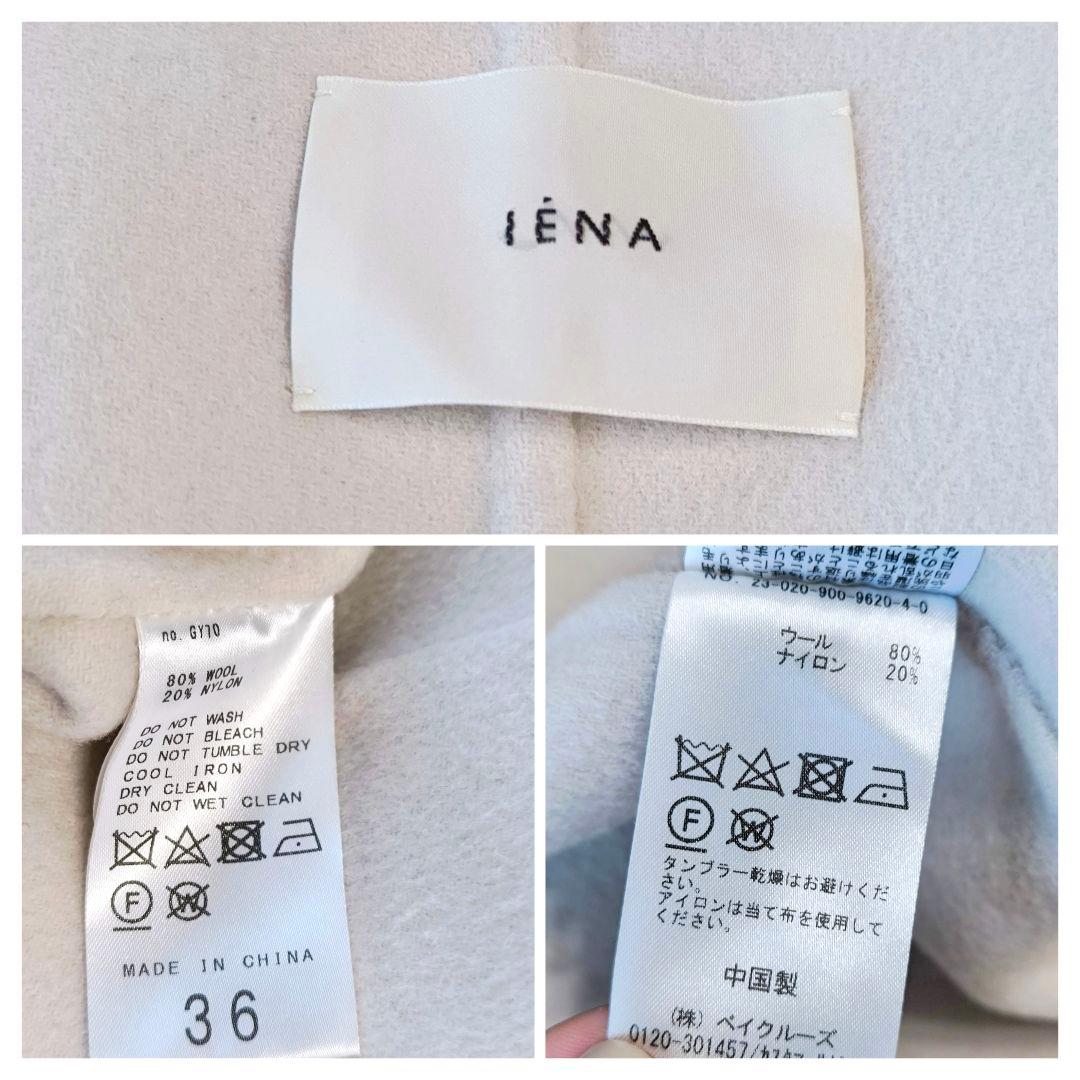 IÉNA
no. GY10
80% WOOL
20% NYLON
DO NOT WASH
DO NOT BLEACH
DO NOT TUMBLE DRY
COOL IRON
DRY CLEAN
DO NOT WET CLEAN
F
W
MADE IN CHINA
36
23-020-900-9620-4-0
ウール 80%
ナイロン 20%
F
W
タンブラー乾燥はお避けくだ
さい。
アイロンは当て布を使用して
ください。
中国製
(株) ベイクルーズ
0120-301457/